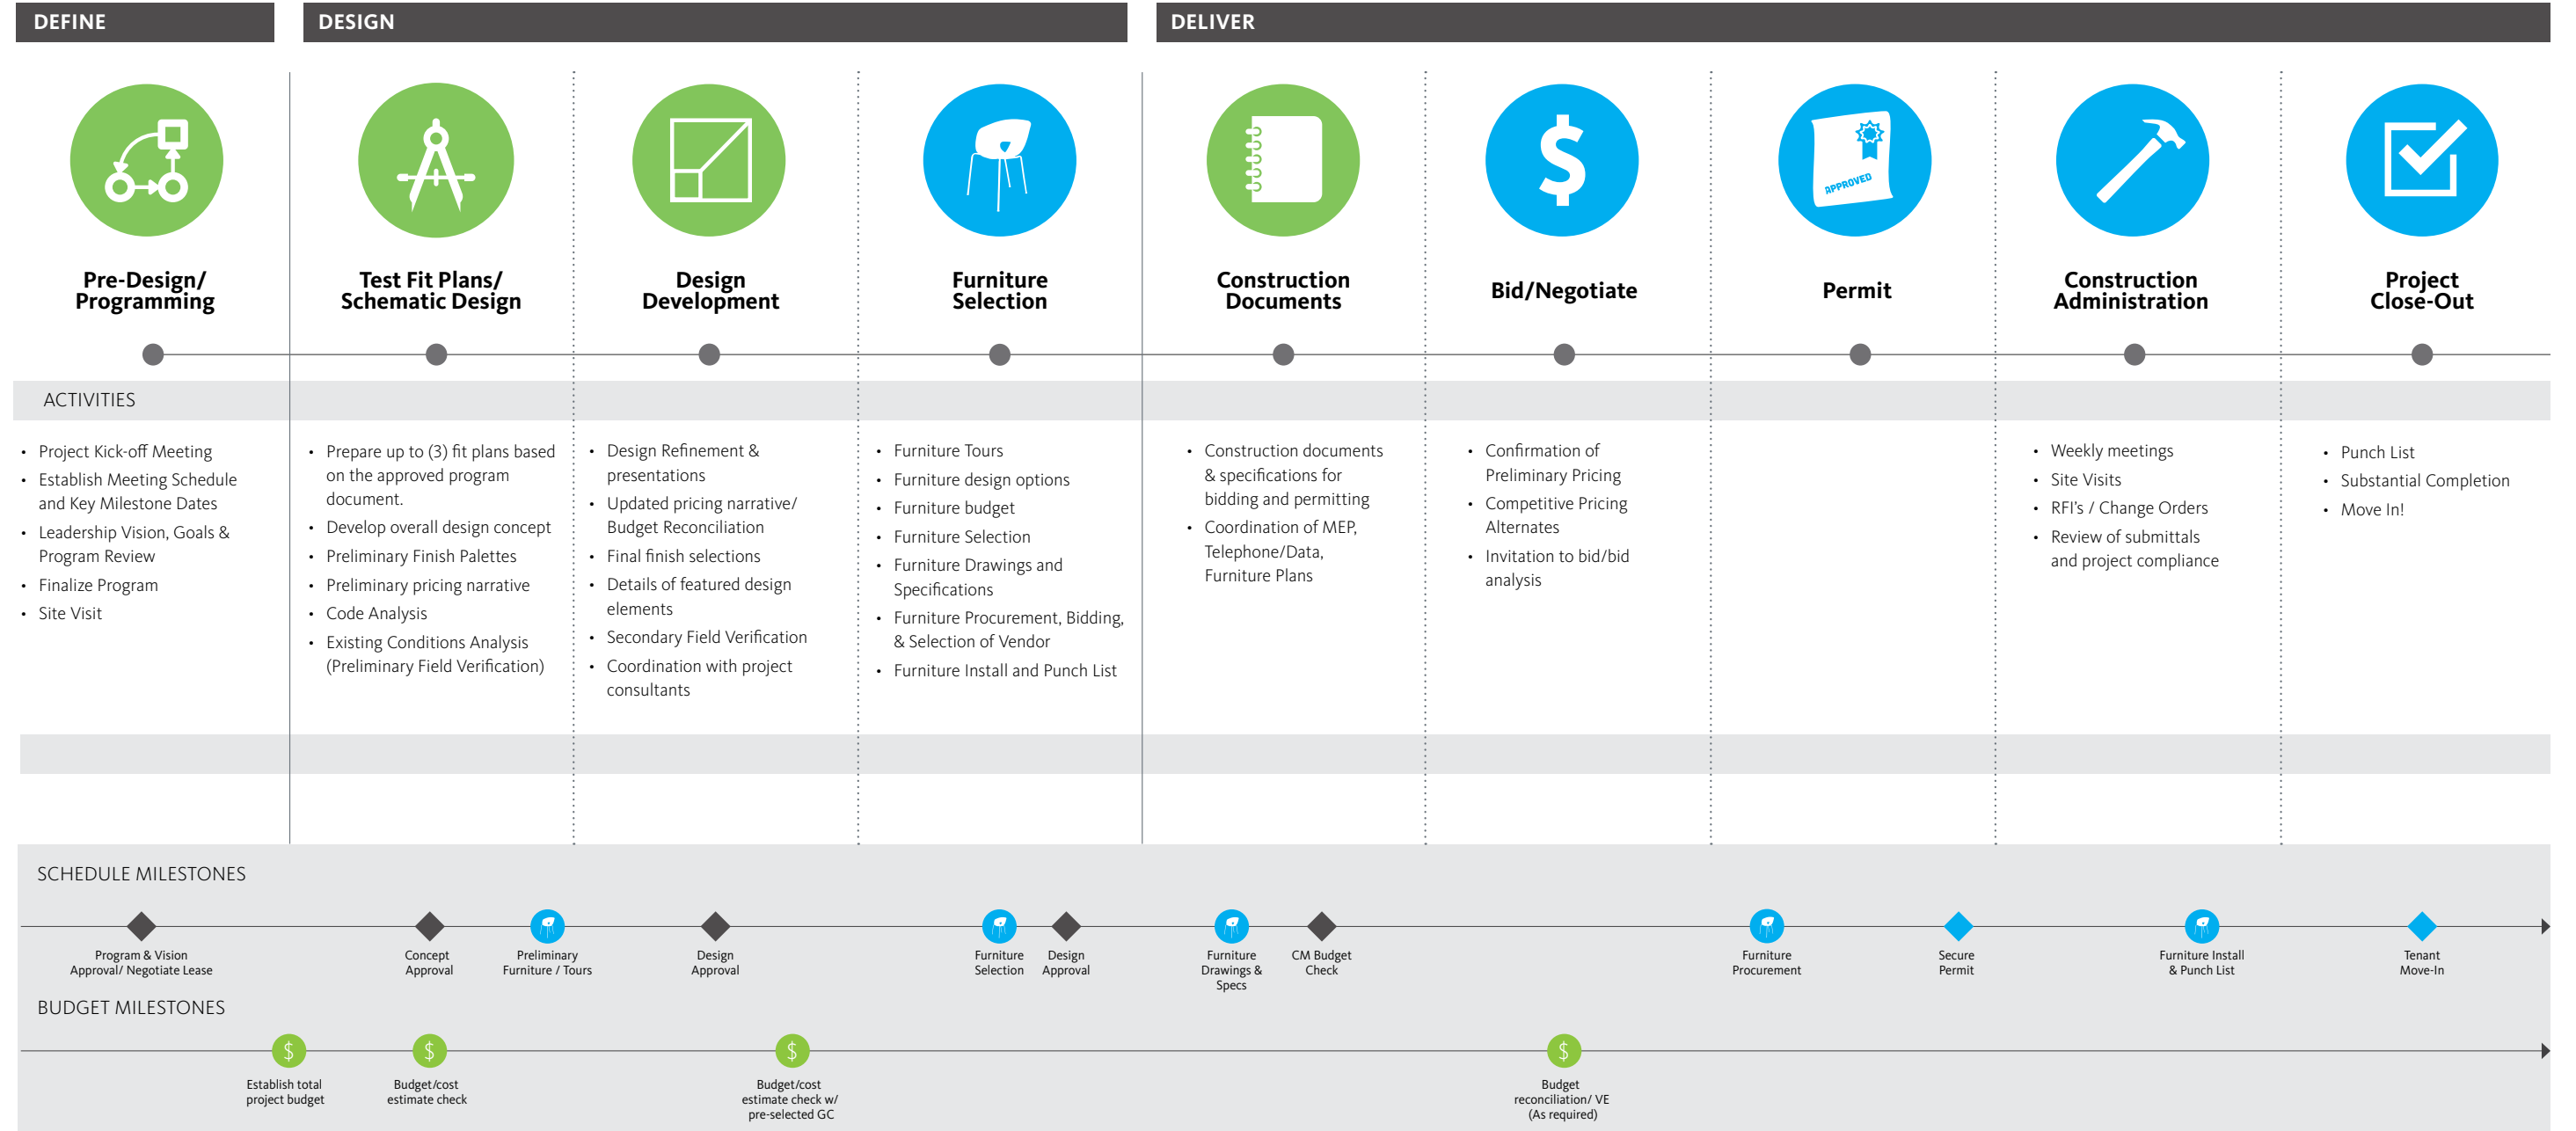 DEFINE
DESIGN
DELIVER
APPROVED
Pre-Design/
Programming
Test Fit Plans/
Schematic Design
Design
Development
Furniture
Selection
Construction
Documents
Bid/Negotiate
Permit
Construction
Administration
Project
Close-Out
ACTIVITIES
• Project Kick-off Meeting
• Establish Meeting Schedule
and Key Milestone Dates
• Leadership Vision, Goals &
Program Review
• Finalize Program
• Site Visit
• Prepare up to (3) fit plans based
on the approved program
document.
• Develop overall design concept
• Preliminary Finish Palettes
• Preliminary pricing narrative
• Code Analysis
• Existing Conditions Analysis
(Preliminary Field Verification)
• Design Refinement &
presentations
• Updated pricing narrative/
Budget Reconciliation
• Final finish selections
• Details of featured design
elements
• Secondary Field Verification
• Coordination with project
consultants
• Furniture Tours
• Furniture design options
• Furniture budget
• Furniture Selection
• Furniture Drawings and
Specifications
• Furniture Procurement, Bidding,
& Selection of Vendor
• Furniture Install and Punch List
• Construction documents
& specifications for
bidding and permitting
• Coordination of MEP,
Telephone/Data,
Furniture Plans
• Confirmation of
Preliminary Pricing
• Competitive Pricing
Alternates
• Invitation to bid/bid
analysis
• Weekly meetings
• Site Visits
• RFI's / Change Orders
• Review of submittals
and project compliance
• Punch List
• Substantial Completion
• Move In!
SCHEDULE MILESTONES
Program & Vision
Approval/ Negotiate Lease
Concept
Approval
Preliminary
Furniture / Tours
Design
Approval
Furniture
Selection
Design
Approval
Furniture
Drawings &
Specs
CM Budget
Check
Furniture
Procurement
Secure
Permit
Furniture Install
& Punch List
Tenant
Move-In
BUDGET MILESTONES
Establish total
project budget
Budget/cost
estimate check
Budget/cost
estimate check w/
pre-selected GC
Budget
reconciliation/ VE
(As required)